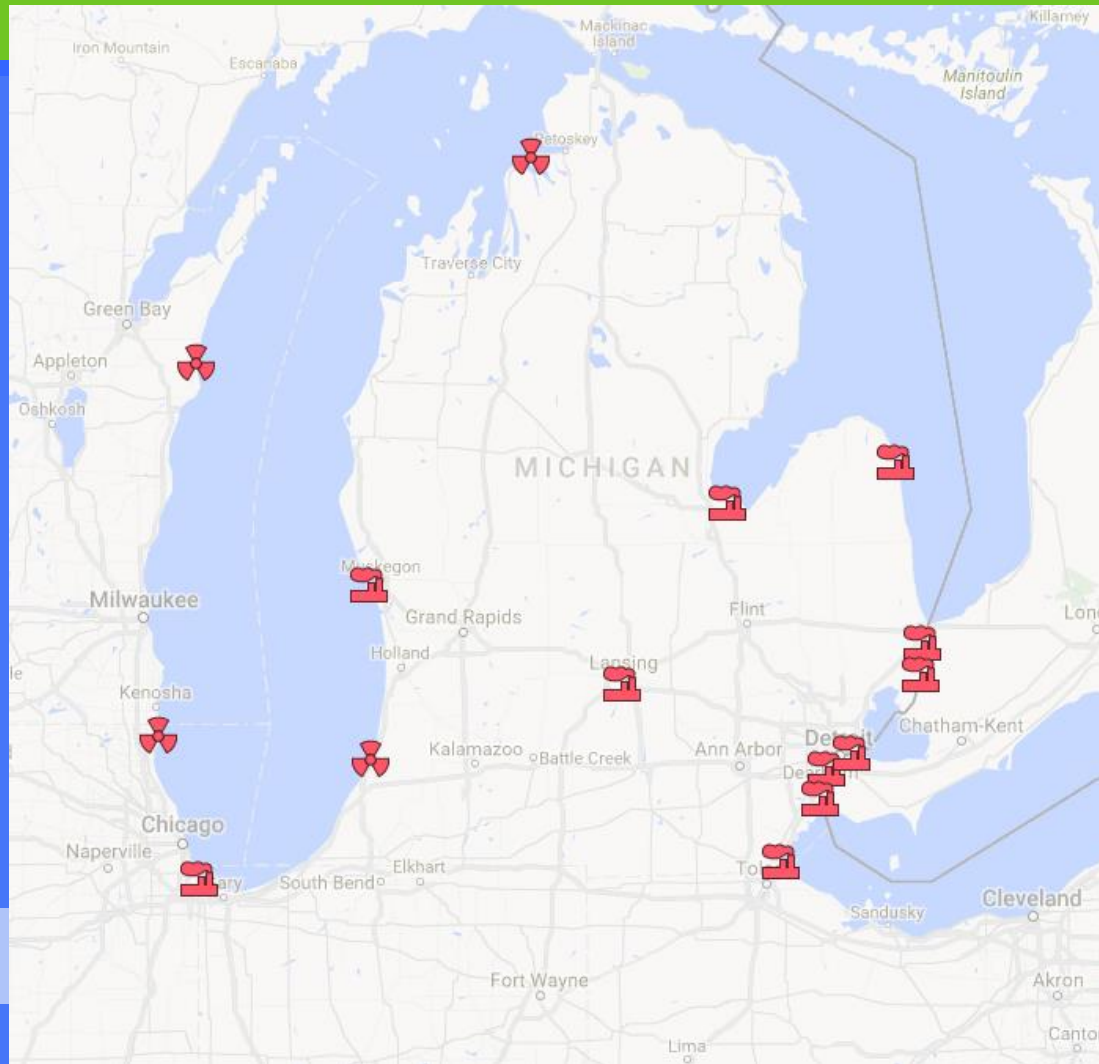 Killarney
Mackinac
Island
Iron Mountain
Escanaba
Manitoulin
Island
Petoskey
Traverse City
Green Bay
Appleton
Oshkosh
MICHIGAN
Muskegon
Milwaukee
Flint
Grand Rapids
Holland
Lansing
Kenosha
Chatham-Kent
Detroit
Kalamazoo
Battle Creek
Ann Arbor
Chicago
Naperville
Elkhart
South Bend
Cleveland
Sandusky
Fort Wayne
Akron
Lima